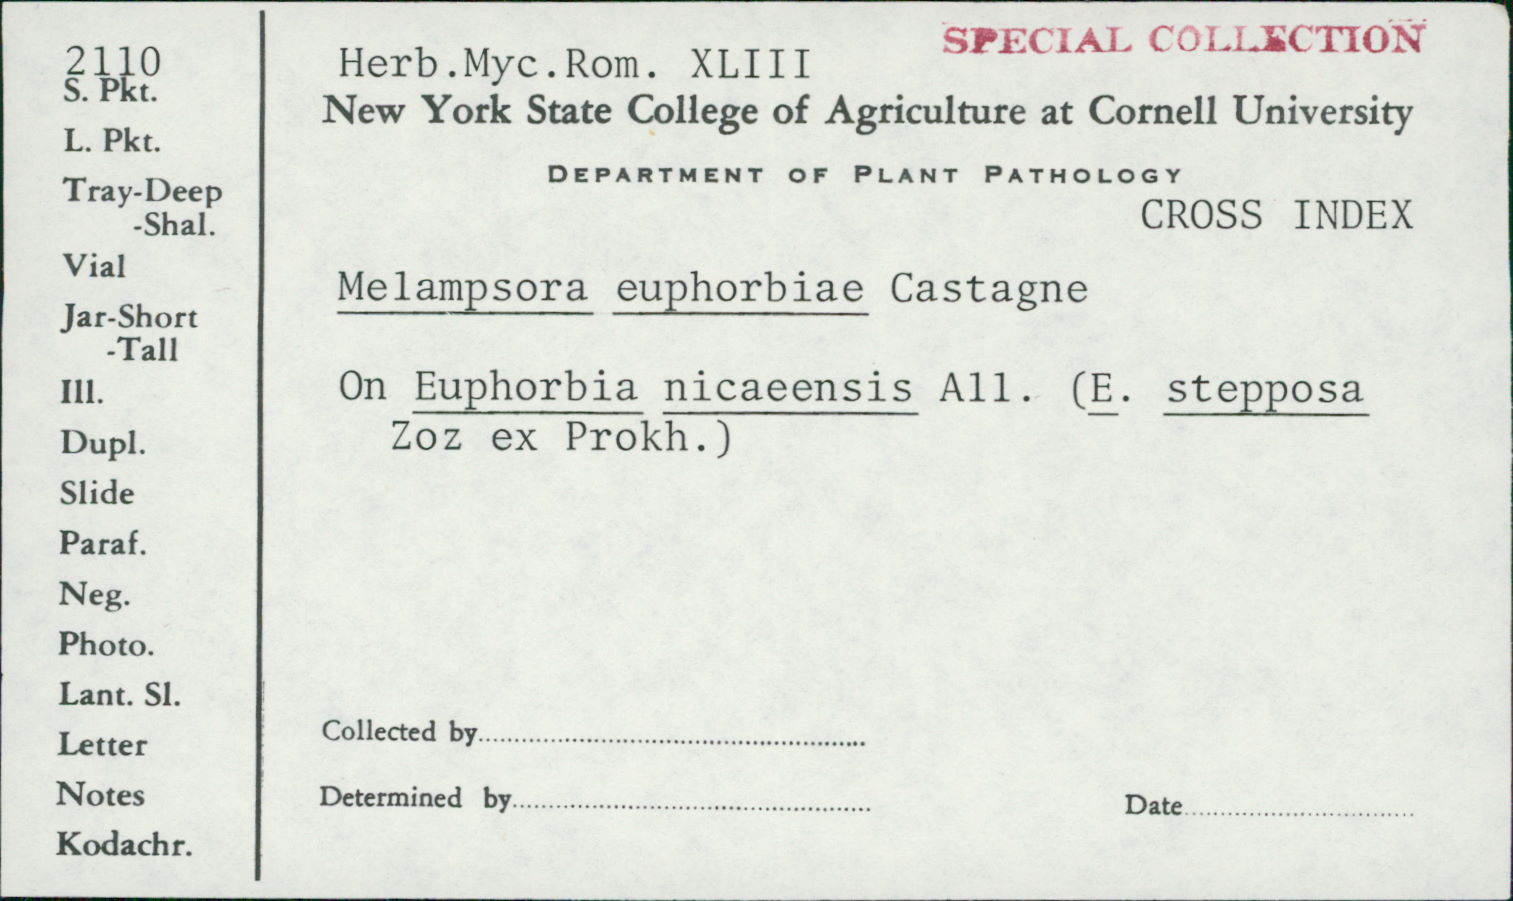 2110
S. Pkt.
L. Pkt.
Tray-Deep
-Shal.
Vial
Jar-Short
-Tall
Ill.
Dupl.
Slide
Paraf.
Neg.
Photo.
Lant. Sl.
Letter
Notes
Kodachr.
SPECIAL COLLECTION
Herb.Myc.Rom. XLIII
New York State College of Agriculture at Cornell University
DEPARTMENT OF PLANT PATHOLOGY
CROSS INDEX
Melampsora euphorbiae Castagne
On Euphorbia nicaeensis All. (E. stepposa
Zoz ex Prokh.)
Collected by
Determined by
Date